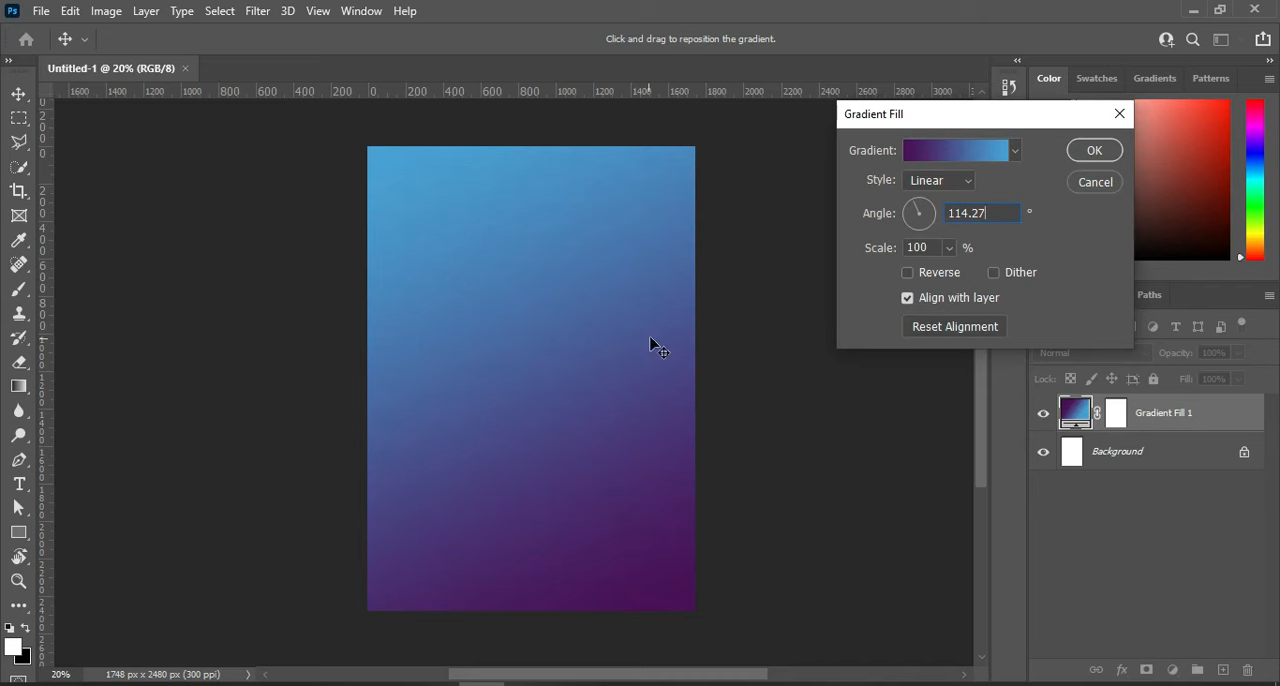 Ps File Edit Image Layer Type Select Filter 3D View Window Help
Click and drag to reposition the gradient.
Untitled-1 @ 20% (RGB/8)
1600 1400 1200 1000 800 600 400 200 0 200 400 600 800 1000 1200 1400 1600 1800 2000 2200 2400 2600 2800 3000
Color Swatches Gradients Patterns
Gradient Fill
Gradient:
OK
Style: Linear
Cancel
Angle: 114.27 °
Scale: 100 %
Reverse Dither
Align with layer
Reset Alignment
Paths
Normal Opacity: 100%
Lock: Fill: 100%
Gradient Fill 1
Background
20% 1748 px x 2480 px (300 ppi)